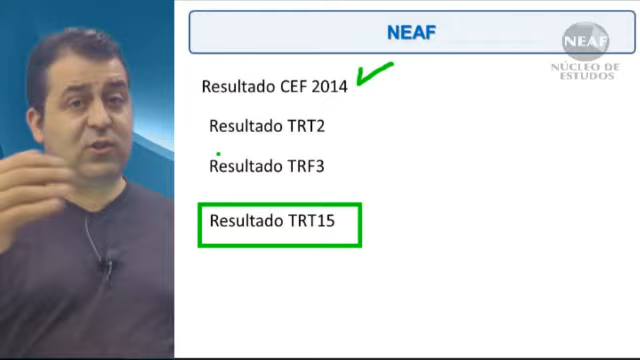 NEAF
NEAF
NÚCLEO DE
ESTUDOS
Resultado CEF 2014
Resultado TRT2
Resultado TRF3
Resultado TRT15